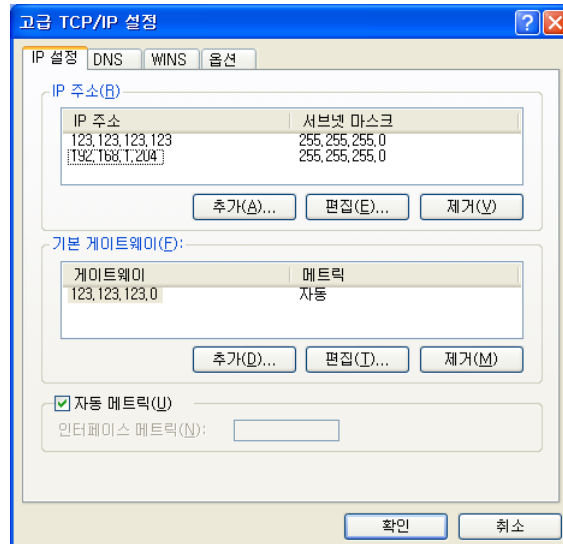 고급 TCP/IP 설정
IP 설정 DNS WINS 옵션
IP 주소(R)
IP 주소 서브넷 마스크
123,123,123,123 255,255,255,0
192,168,1,204 255,255,255,0
추가(A)... 편집(E)... 제거(V)
기본 게이트웨이(F):
게이트웨이 메트릭
123,123,123,0 자동
추가(D)... 편집(T)... 제거(M)
자동 메트릭(U)
인터페이스 메트릭(N):
확인 취소